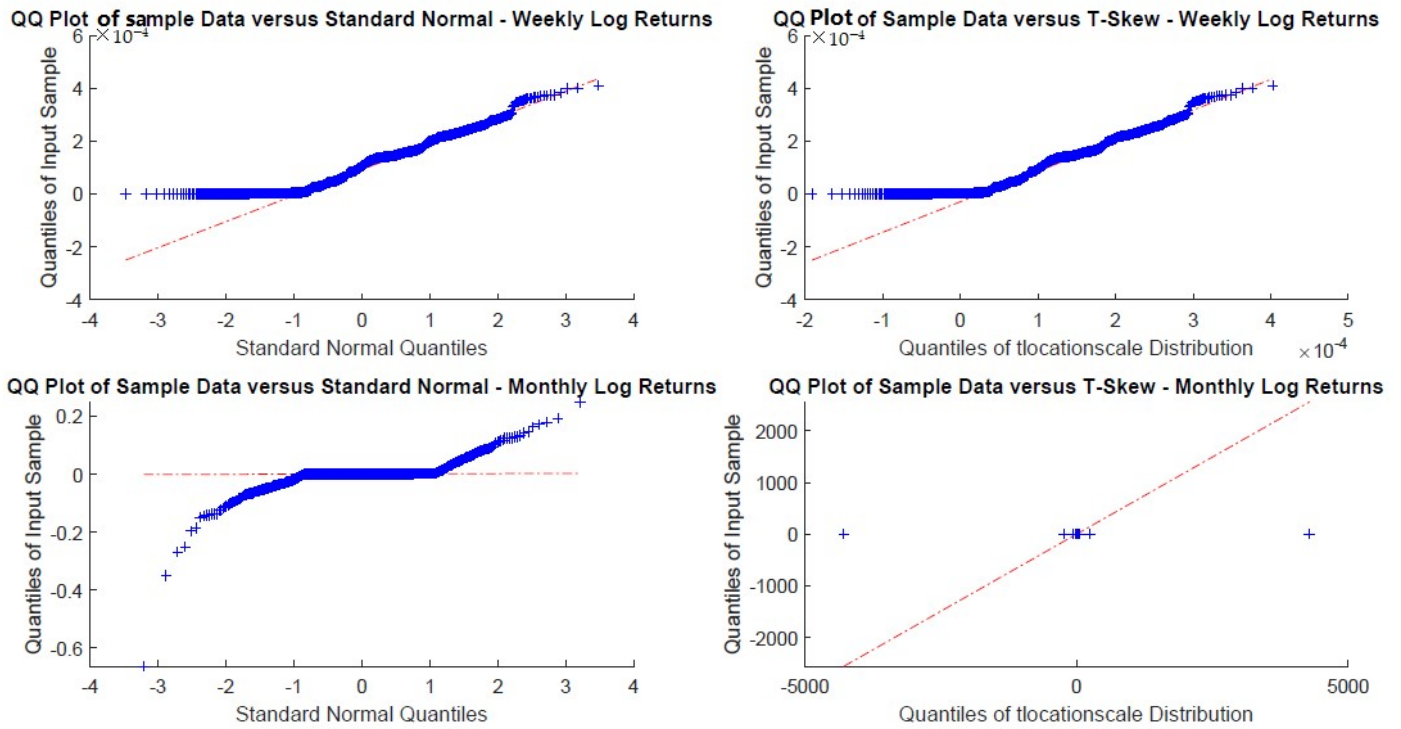 QQ Plot of sample Data versus Standard Normal - Weekly Log Returns
6
×10⁻⁴
4
2
0
-2
-4
Quantiles of Input Sample
-4 -3 -2 -1 0 1 2 3 4
Standard Normal Quantiles
QQ Plot of Sample Data versus T-Skew - Weekly Log Returns
6
×10⁻⁴
4
2
0
-2
-4
Quantiles of Input Sample
-2 -1 0 1 2 3 4 5
Quantiles of tlocationscale Distribution
×10⁻⁴
QQ Plot of Sample Data versus Standard Normal - Monthly Log Returns
0.2
0
-0.2
-0.4
-0.6
Quantiles of Input Sample
-4 -3 -2 -1 0 1 2 3 4
Standard Normal Quantiles
QQ Plot of Sample Data versus T-Skew - Monthly Log Returns
2000
1000
0
-1000
-2000
Quantiles of Input Sample
-5000 0 5000
Quantiles of tlocationscale Distribution